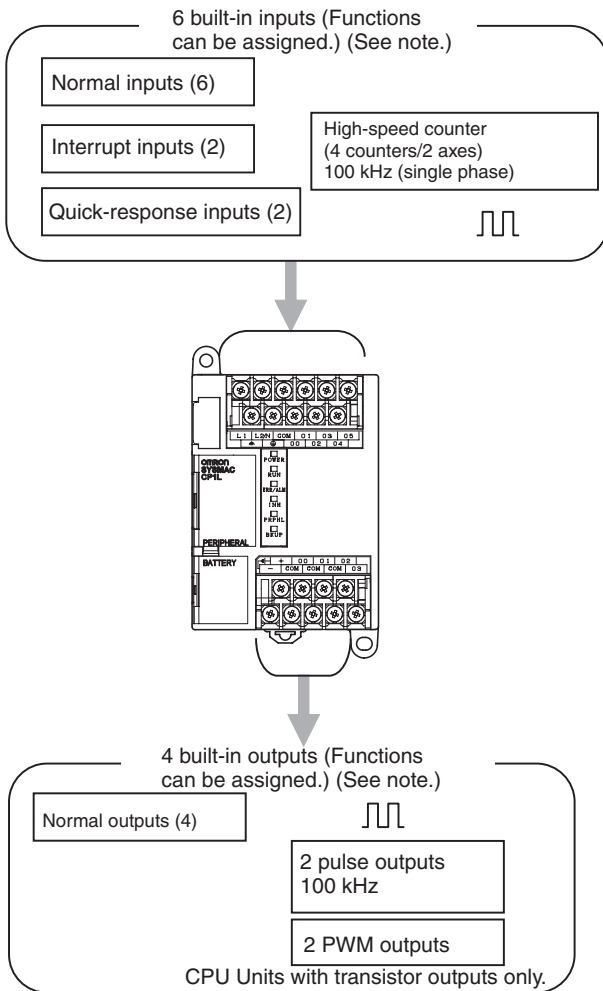 6 built-in inputs (Functions
can be assigned.) (See note.)
Normal inputs (6)
Interrupt inputs (2)
Quick-response inputs (2)
High-speed counter
(4 counters/2 axes)
100 kHz (single phase)
L1 L2/N COM 01 03 05
00 02 04
OMRON
SYSMAC
CP1L
POWER
RUN
ERR/ALM
INH
PRPHL
BKUP
PERIPHERAL
BATTERY
+ 00 01 02
- COM COM COM 03
4 built-in outputs (Functions
can be assigned.) (See note.)
Normal outputs (4)
2 pulse outputs
100 kHz
2 PWM outputs
CPU Units with transistor outputs only.